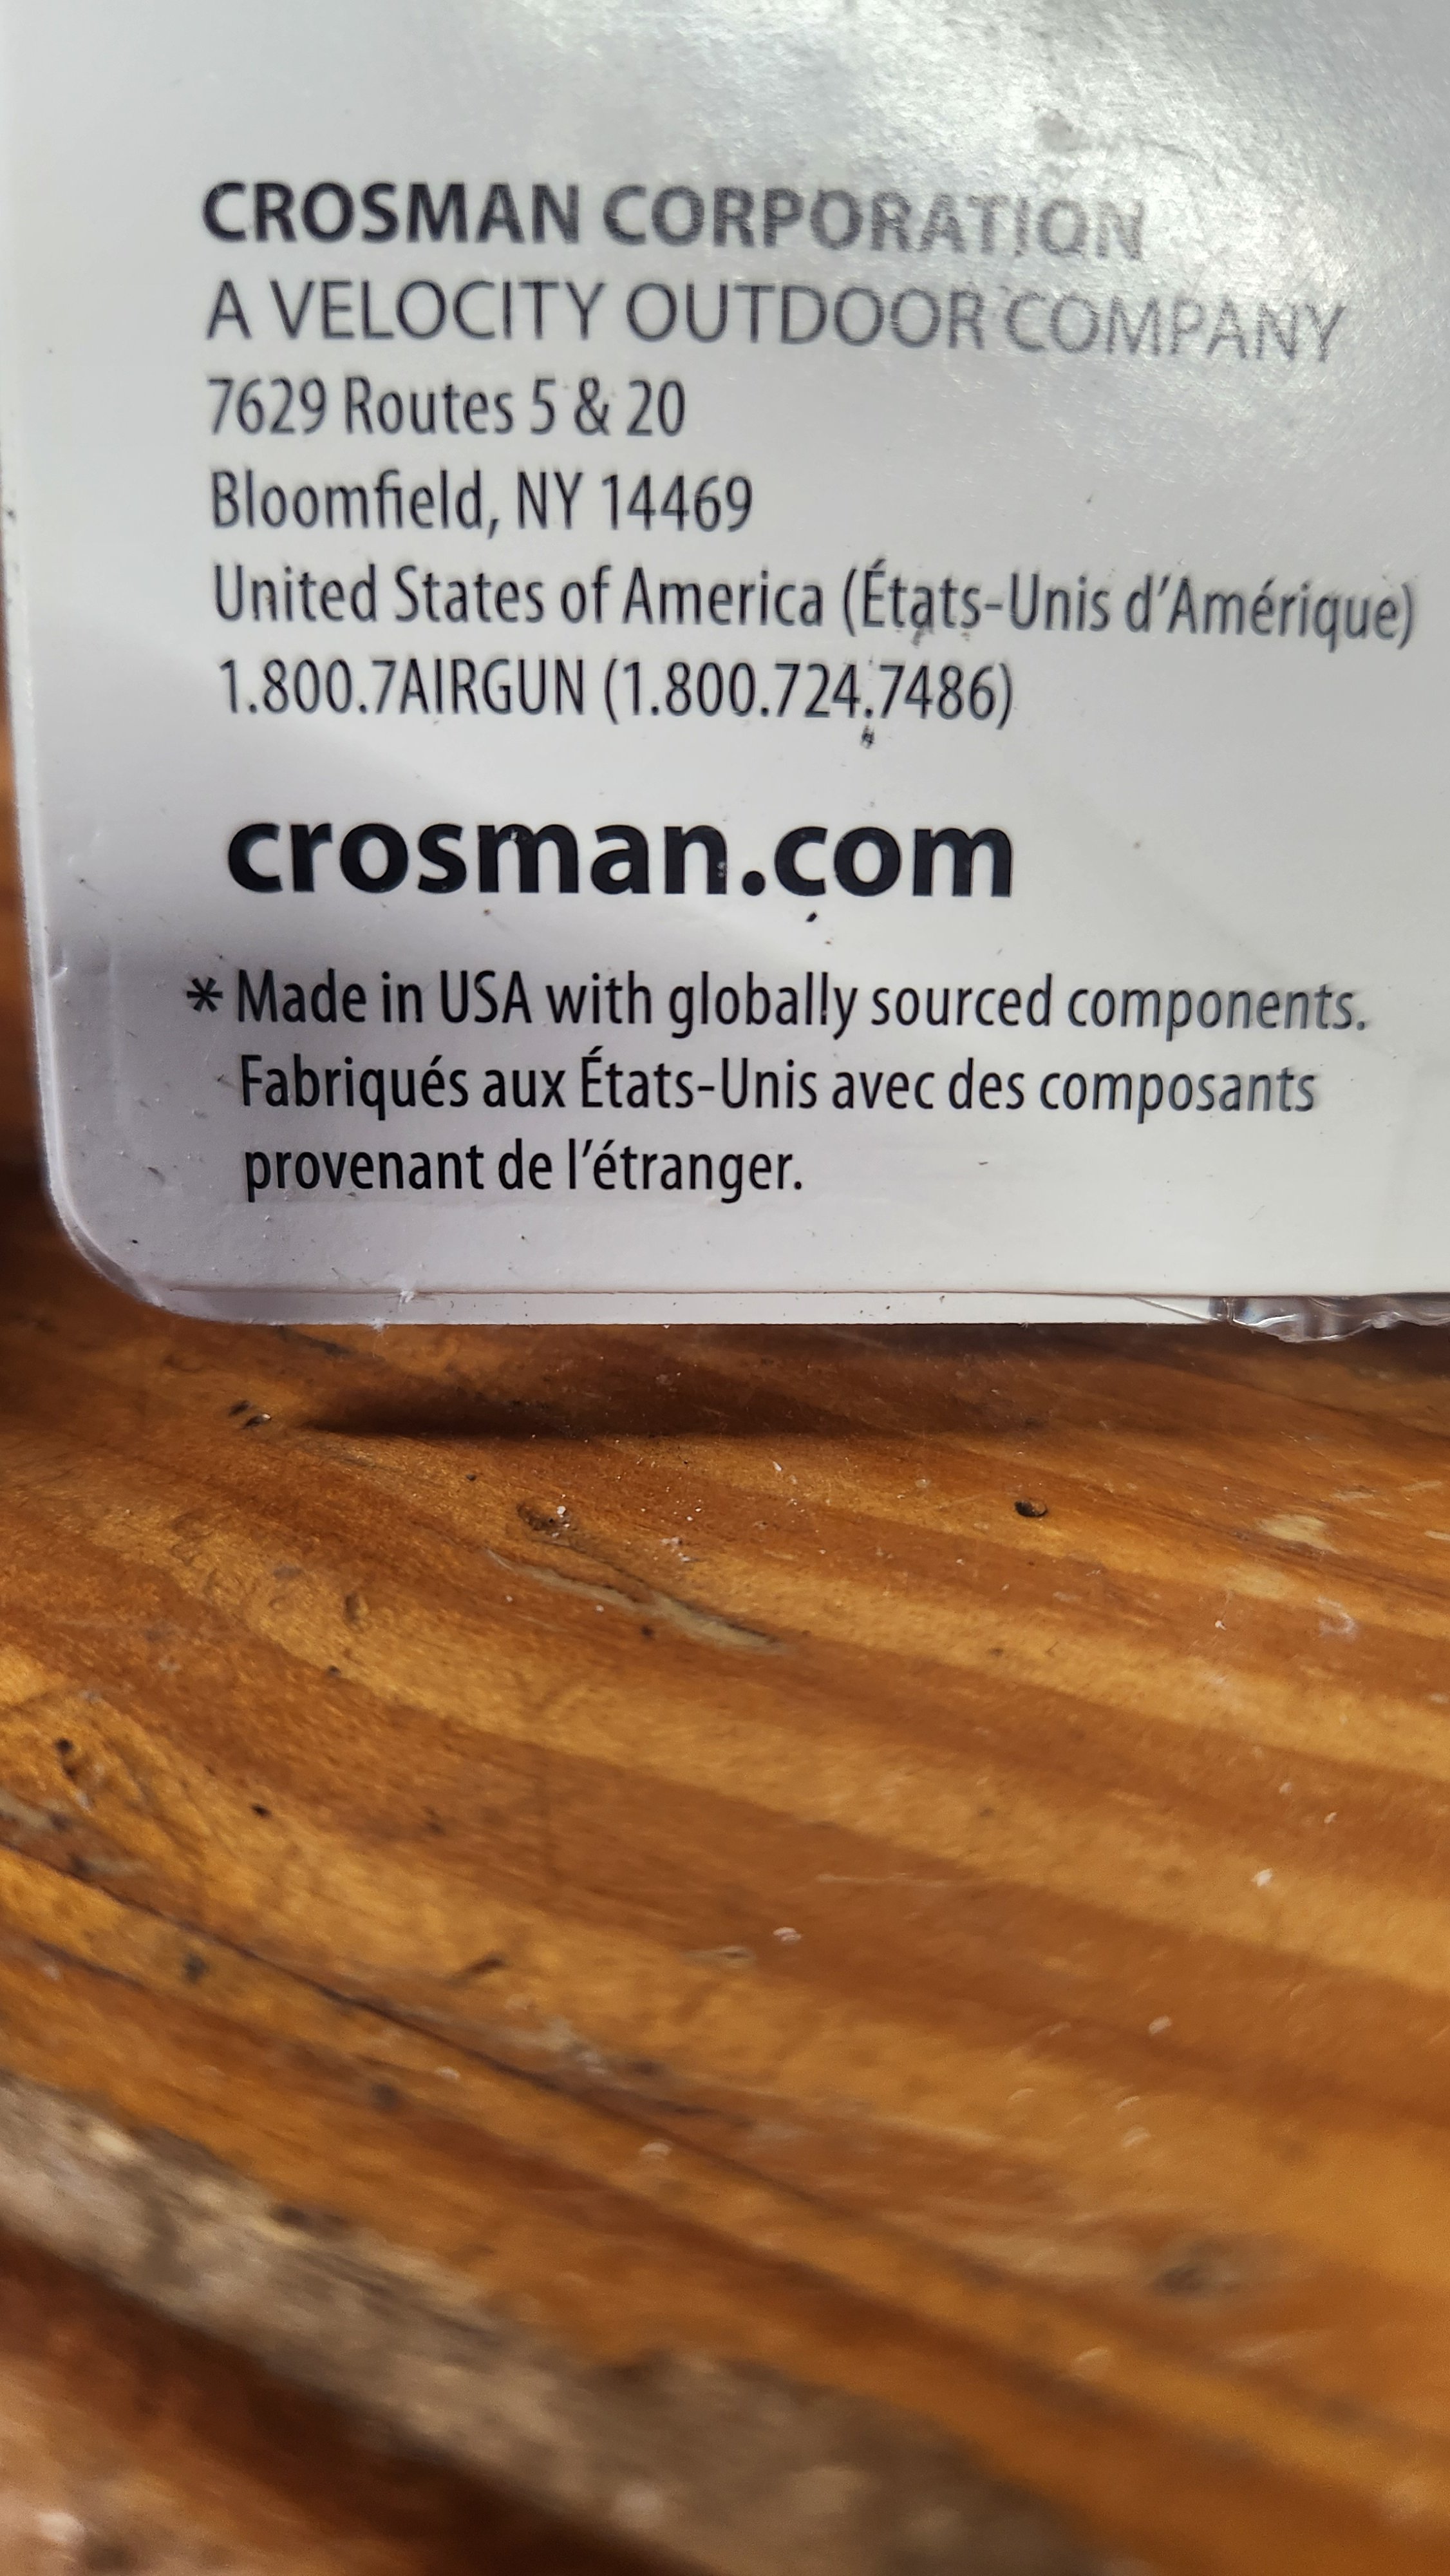 CROSMAN CORPORATION
A VELOCITY OUTDOOR COMPANY
7629 Routes 5 & 20
Bloomfield, NY 14469
United States of America (États-Unis d'Amérique)
1.800.7AIRGUN (1.800.724.7486)
crosman.com
* Made in USA with globally sourced components.
Fabriqués aux États-Unis avec des composants
provenant de l'étranger.